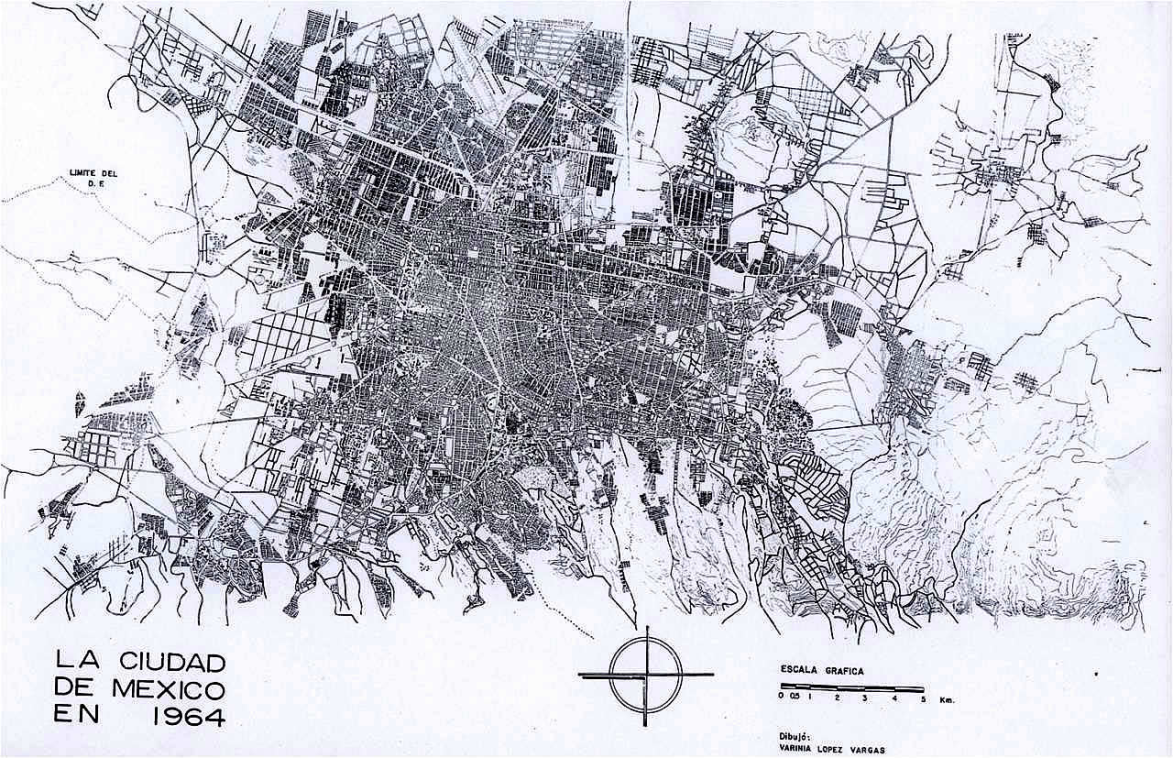 LIMITE DEL
D. F.
LA CIUDAD
DE MEXICO
EN 1964
ESCALA GRAFICA
0 0.5 1 2 3 4 5 Km.
Dibujó:
VARINIA LOPEZ VARGAS